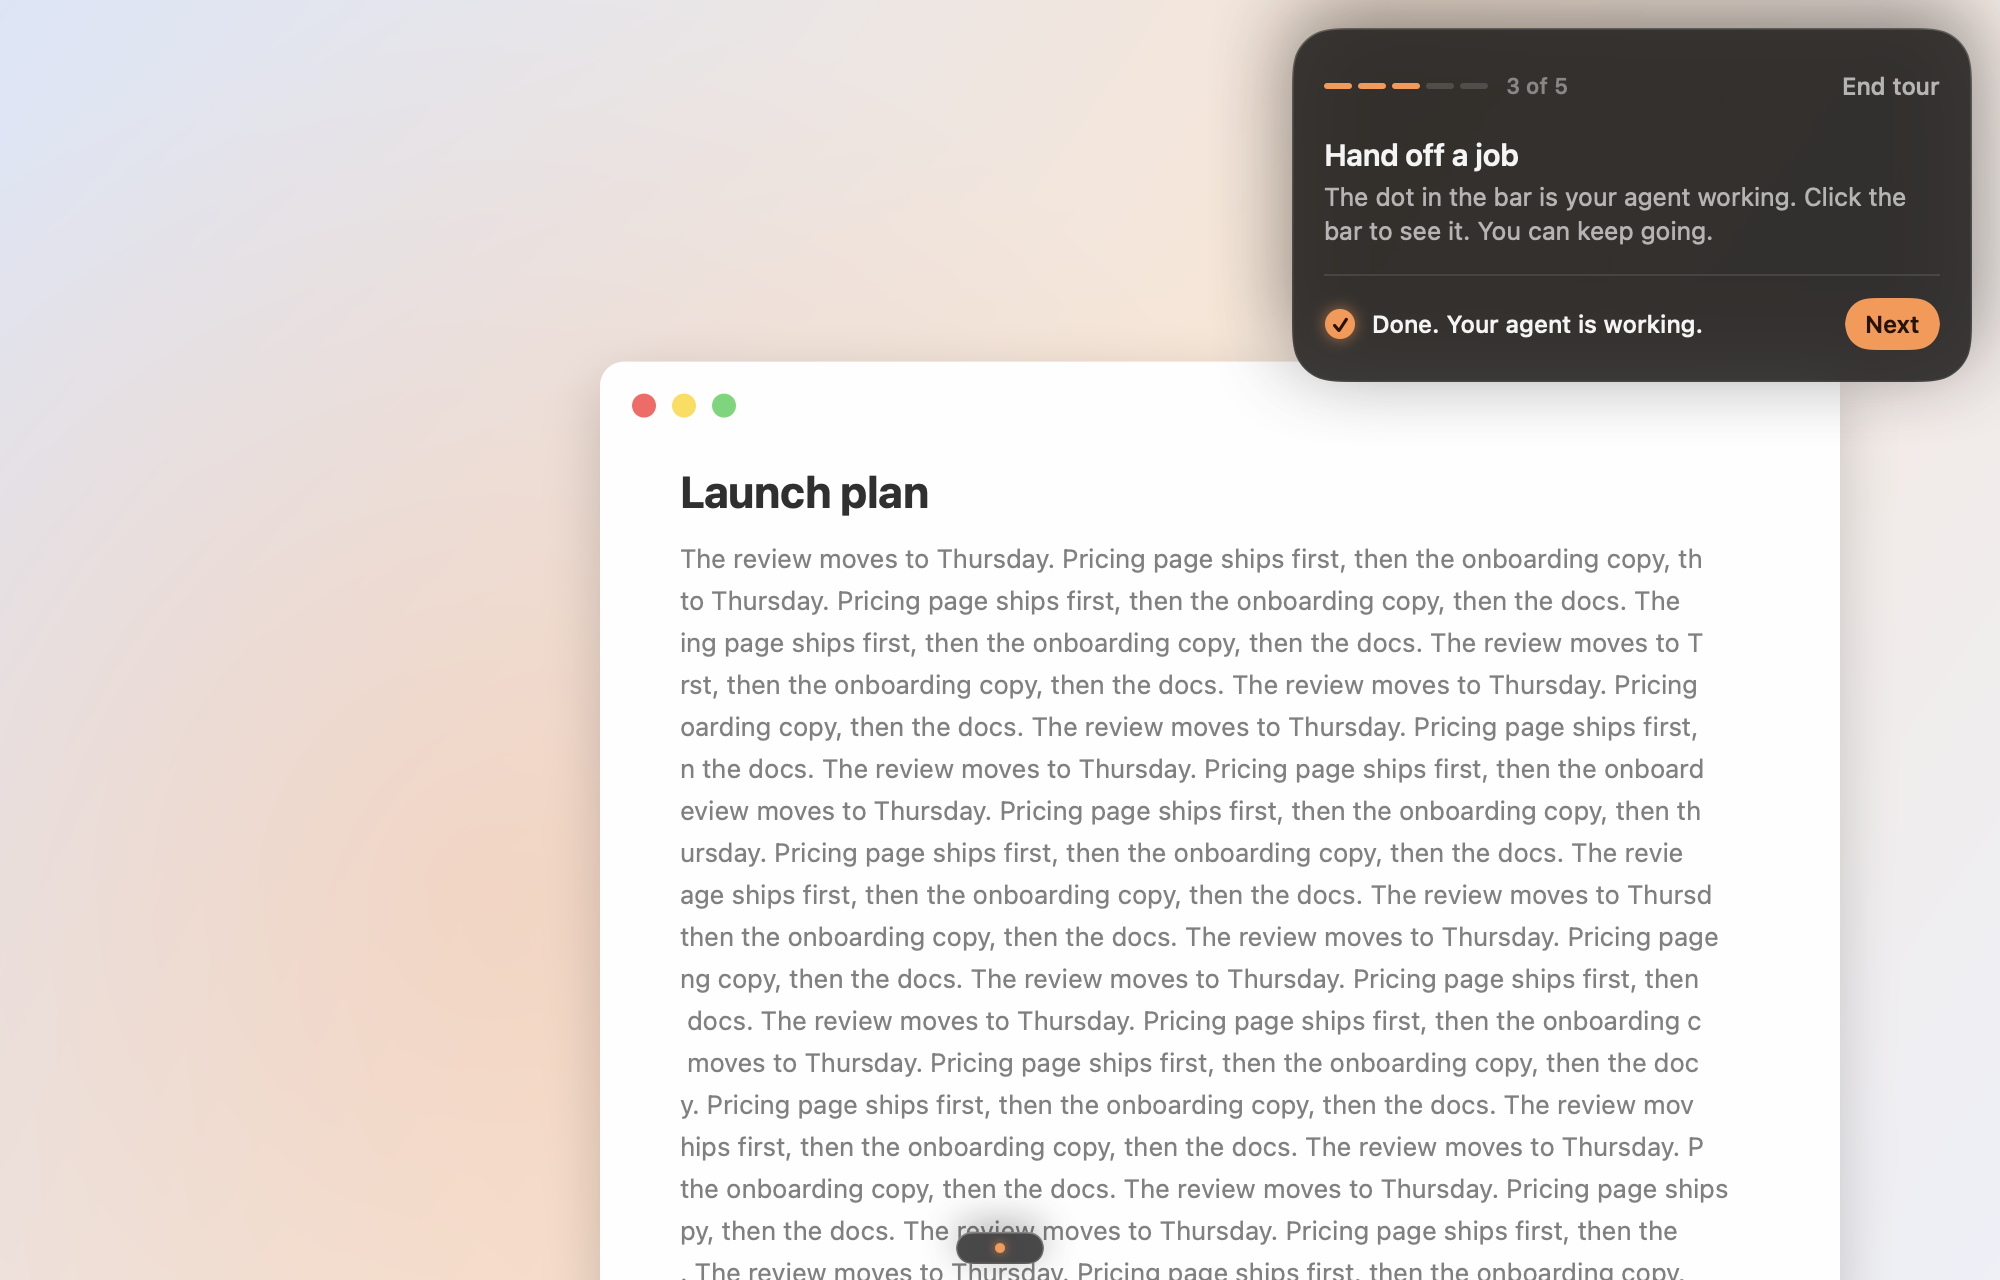 3 of 5
End tour
Hand off a job
The dot in the bar is your agent working. Click the
bar to see it. You can keep going.
Done. Your agent is working.
Next
Launch plan
The review moves to Thursday. Pricing page ships first, then the onboarding copy, th
to Thursday. Pricing page ships first, then the onboarding copy, then the docs. The
ing page ships first, then the onboarding copy, then the docs. The review moves to T
rst, then the onboarding copy, then the docs. The review moves to Thursday. Pricing
oarding copy, then the docs. The review moves to Thursday. Pricing page ships first,
n the docs. The review moves to Thursday. Pricing page ships first, then the onboard
eview moves to Thursday. Pricing page ships first, then the onboarding copy, then th
ursday. Pricing page ships first, then the onboarding copy, then the docs. The revie
age ships first, then the onboarding copy, then the docs. The review moves to Thursd
then the onboarding copy, then the docs. The review moves to Thursday. Pricing page
ng copy, then the docs. The review moves to Thursday. Pricing page ships first, then
docs. The review moves to Thursday. Pricing page ships first, then the onboarding c
moves to Thursday. Pricing page ships first, then the onboarding copy, then the doc
y. Pricing page ships first, then the onboarding copy, then the docs. The review mov
hips first, then the onboarding copy, then the docs. The review moves to Thursday. P
the onboarding copy, then the docs. The review moves to Thursday. Pricing page ships
py, then the docs. The review moves to Thursday. Pricing page ships first, then the
. The review moves to Thursday. Pricing page ships first, then the onboarding copy,